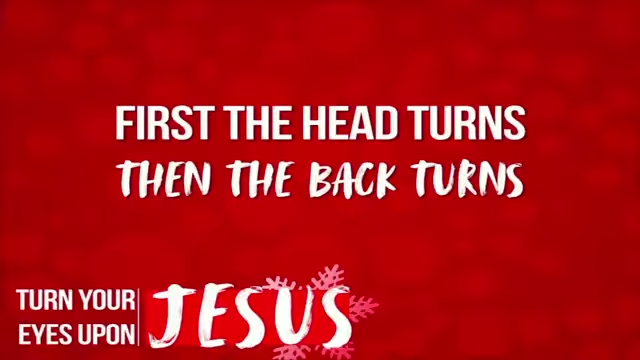 FIRST THE HEAD TURNS
THEN THE BACK TURNS
TURN YOUR
EYES UPON
JESUS